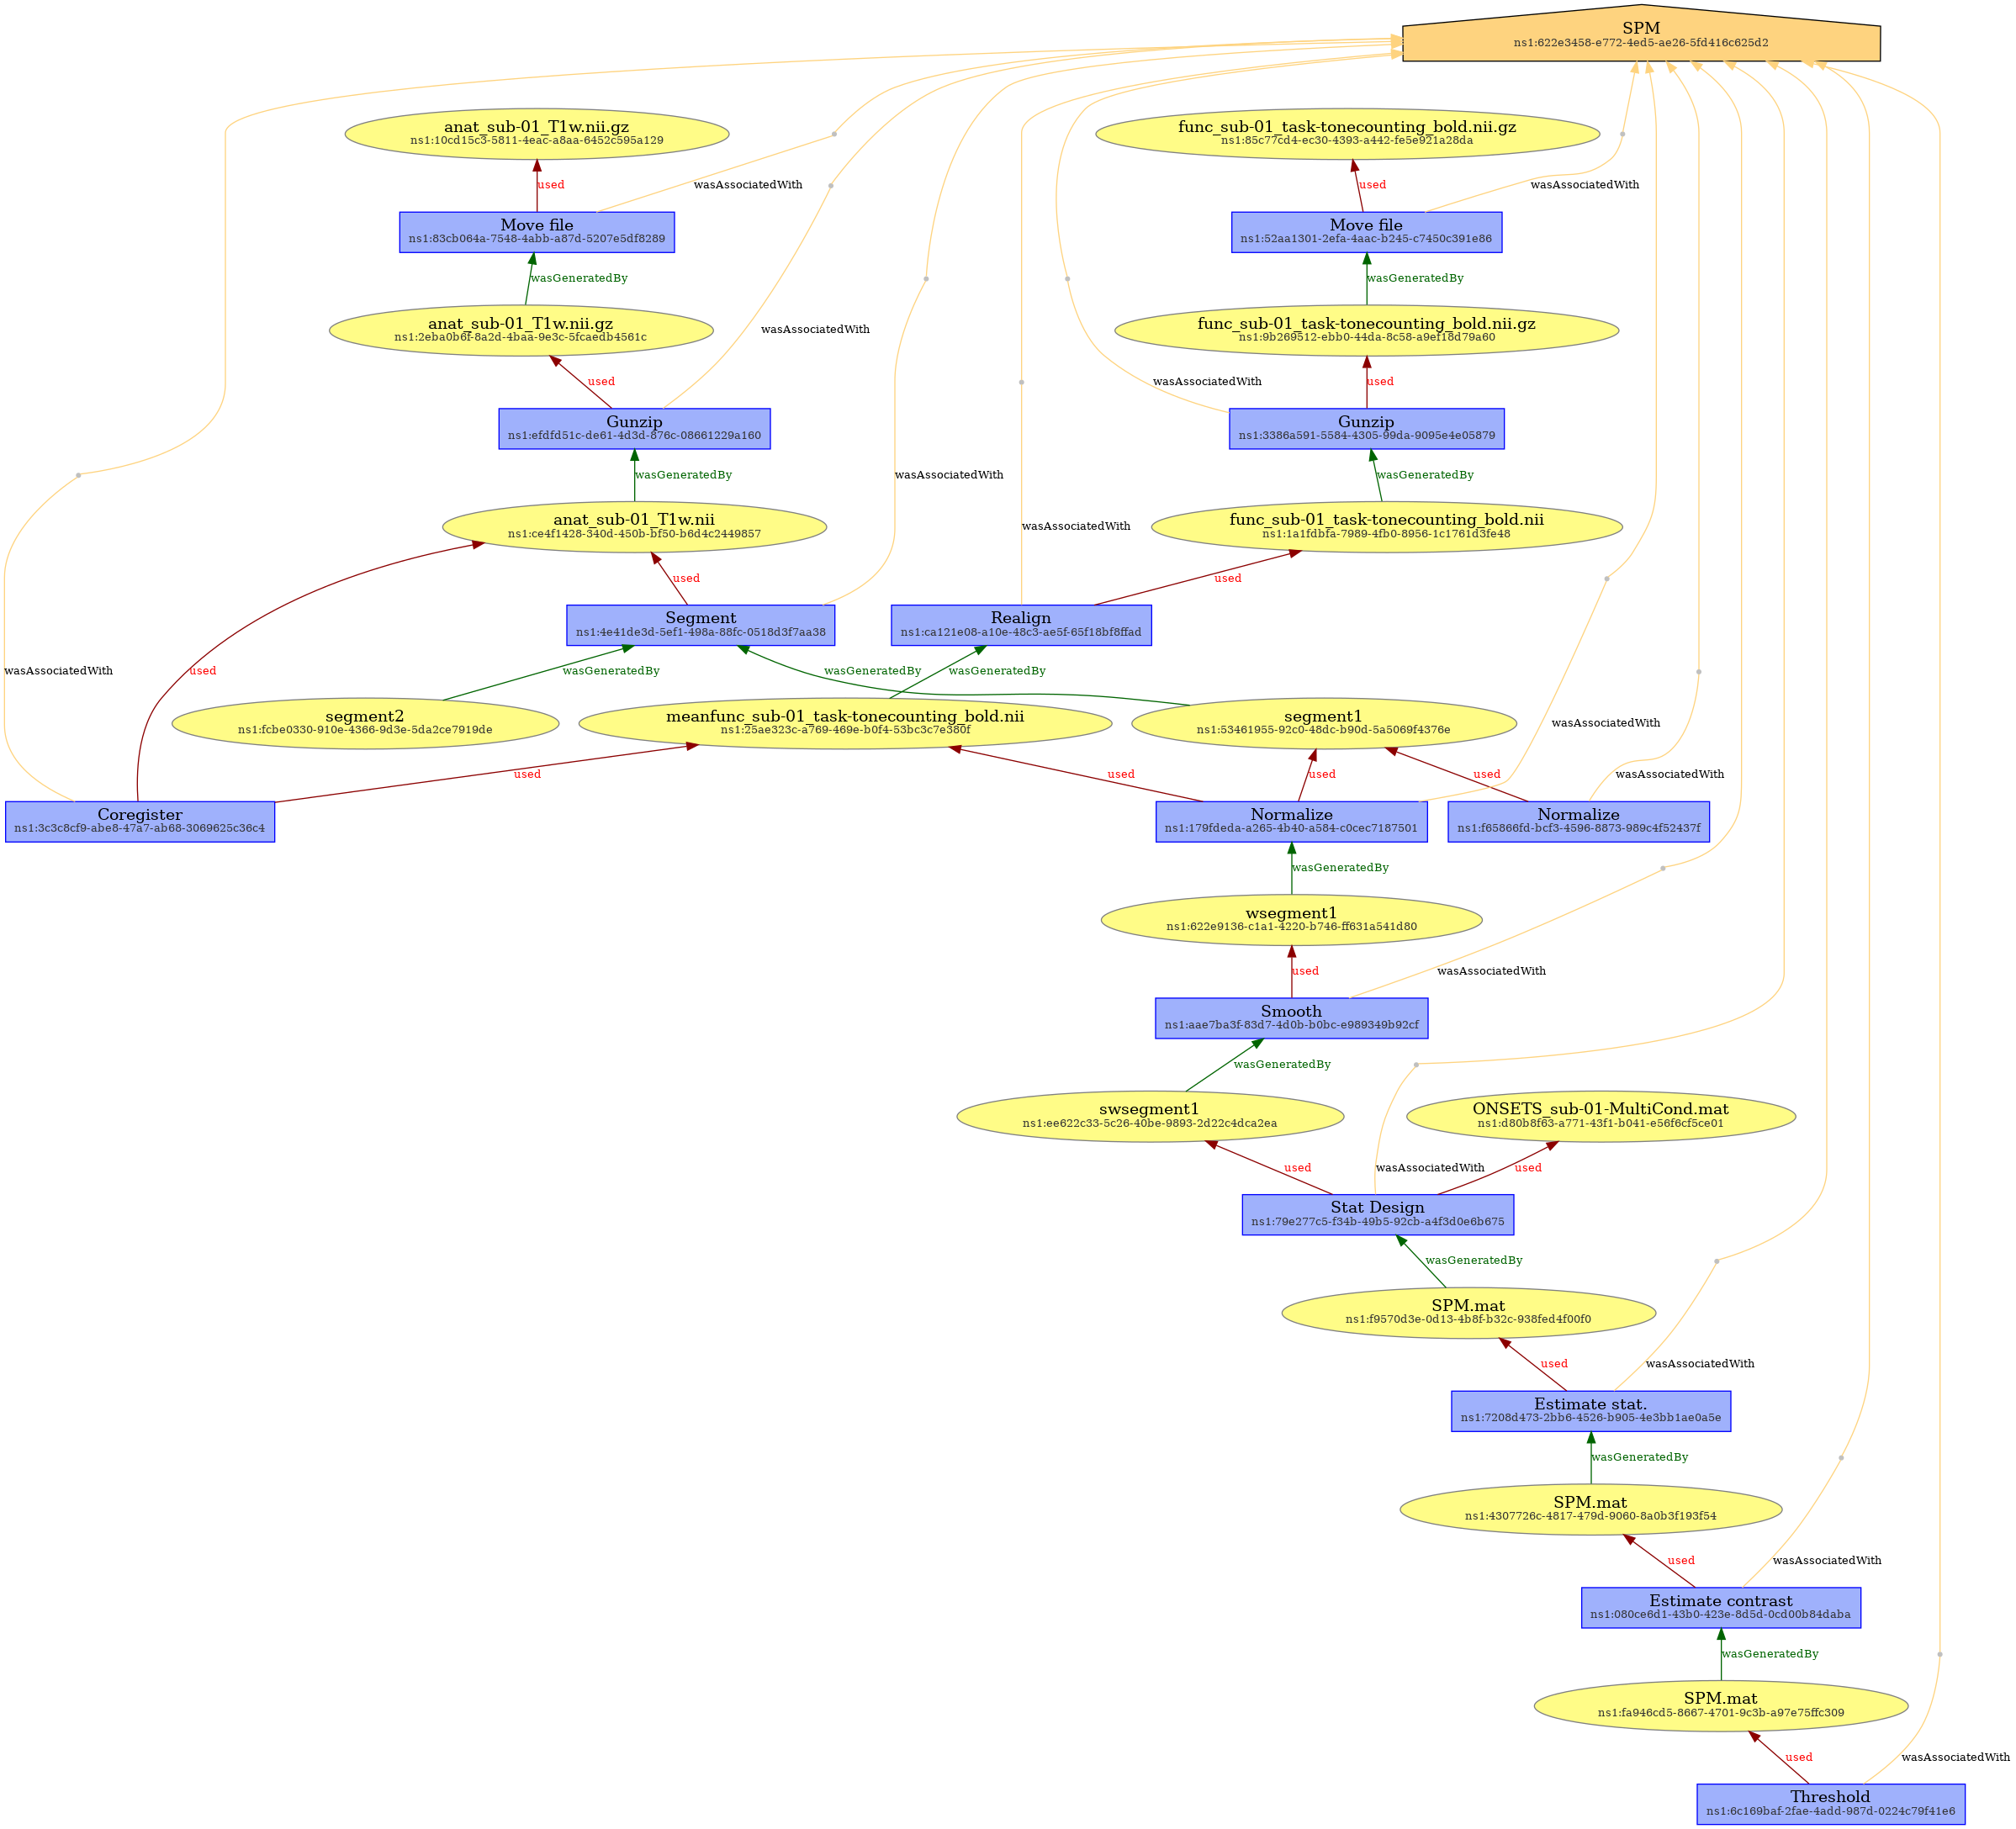 SPM
ns1:622e3458-e772-4ed5-ae26-5fd416c625d2
anat_sub-01_T1w.nii.gz
ns1:10cd15c3-5811-4eac-a8aa-6452c595a129
func_sub-01_task-tonecounting_bold.nii.gz
ns1:85c77cd4-ec30-4393-a442-fe5e921a28da
used
wasAssociatedWith
used
wasAssociatedWith
Move file
ns1:83cb064a-7548-4abb-a87d-5207e5df8289
Move file
ns1:52aa1301-2efa-4aac-b245-c7450c391e86
wasGeneratedBy
wasGeneratedBy
anat_sub-01_T1w.nii.gz
ns1:2eba0b6f-8a2d-4baa-9e3c-5fcaedb4561c
wasAssociatedWith
func_sub-01_task-tonecounting_bold.nii.gz
ns1:9b269512-ebb0-44da-8c58-a9ef18d79a60
used
wasAssociatedWith
used
Gunzip
ns1:efdfd51c-de61-4d3d-876c-08661229a160
Gunzip
ns1:3386a591-5584-4305-99da-9095e4e05879
wasGeneratedBy
wasAssociatedWith
wasGeneratedBy
anat_sub-01_T1w.nii
ns1:ce4f1428-340d-450b-bf50-b6d4c2449857
wasAssociatedWith
func_sub-01_task-tonecounting_bold.nii
ns1:1a1fdbfa-7989-4fb0-8956-1c1761d3fe48
used
used
Segment
ns1:4e41de3d-5ef1-498a-88fc-0518d3f7aa38
Realign
ns1:ca121e08-a10e-48c3-ae5f-65f18bf8ffad
wasAssociatedWith
used
wasGeneratedBy
wasGeneratedBy
wasGeneratedBy
segment2
ns1:fcbe0330-910e-4366-9d3e-5da2ce7919de
meanfunc_sub-01_task-tonecounting_bold.nii
ns1:25ae323c-a769-469e-b0f4-53bc3c7e380f
segment1
ns1:53461955-92c0-48dc-b90d-5a5069f4376e
wasAssociatedWith
used
used
used
used
wasAssociatedWith
Coregister
ns1:3c3c8cf9-abe8-47a7-ab68-3069625c36c4
Normalize
ns1:179fdeda-a265-4b40-a584-c0cec7187501
Normalize
ns1:f65866fd-bcf3-4596-8873-989c4f52437f
wasGeneratedBy
wsegment1
ns1:622e9136-c1a1-4220-b746-ff631a541d80
used
wasAssociatedWith
Smooth
ns1:aae7ba3f-83d7-4d0b-b0bc-e989349b92cf
wasGeneratedBy
swsegment1
ns1:ee622c33-5c26-40be-9893-2d22c4dca2ea
ONSETS_sub-01-MultiCond.mat
ns1:d80b8f63-a771-43f1-b041-e56f6cf5ce01
used
wasAssociatedWith
used
Stat Design
ns1:79e277c5-f34b-49b5-92cb-a4f3d0e6b675
wasGeneratedBy
SPM.mat
ns1:f9570d3e-0d13-4b8f-b32c-938fed4f00f0
used
wasAssociatedWith
Estimate stat.
ns1:7208d473-2bb6-4526-b905-4e3bb1ae0a5e
wasGeneratedBy
SPM.mat
ns1:4307726c-4817-479d-9060-8a0b3f193f54
used
wasAssociatedWith
Estimate contrast
ns1:080ce6d1-43b0-423e-8d5d-0cd00b84daba
wasGeneratedBy
SPM.mat
ns1:fa946cd5-8667-4701-9c3b-a97e75ffc309
used
wasAssociatedWith
Threshold
ns1:6c169baf-2fae-4add-987d-0224c79f41e6